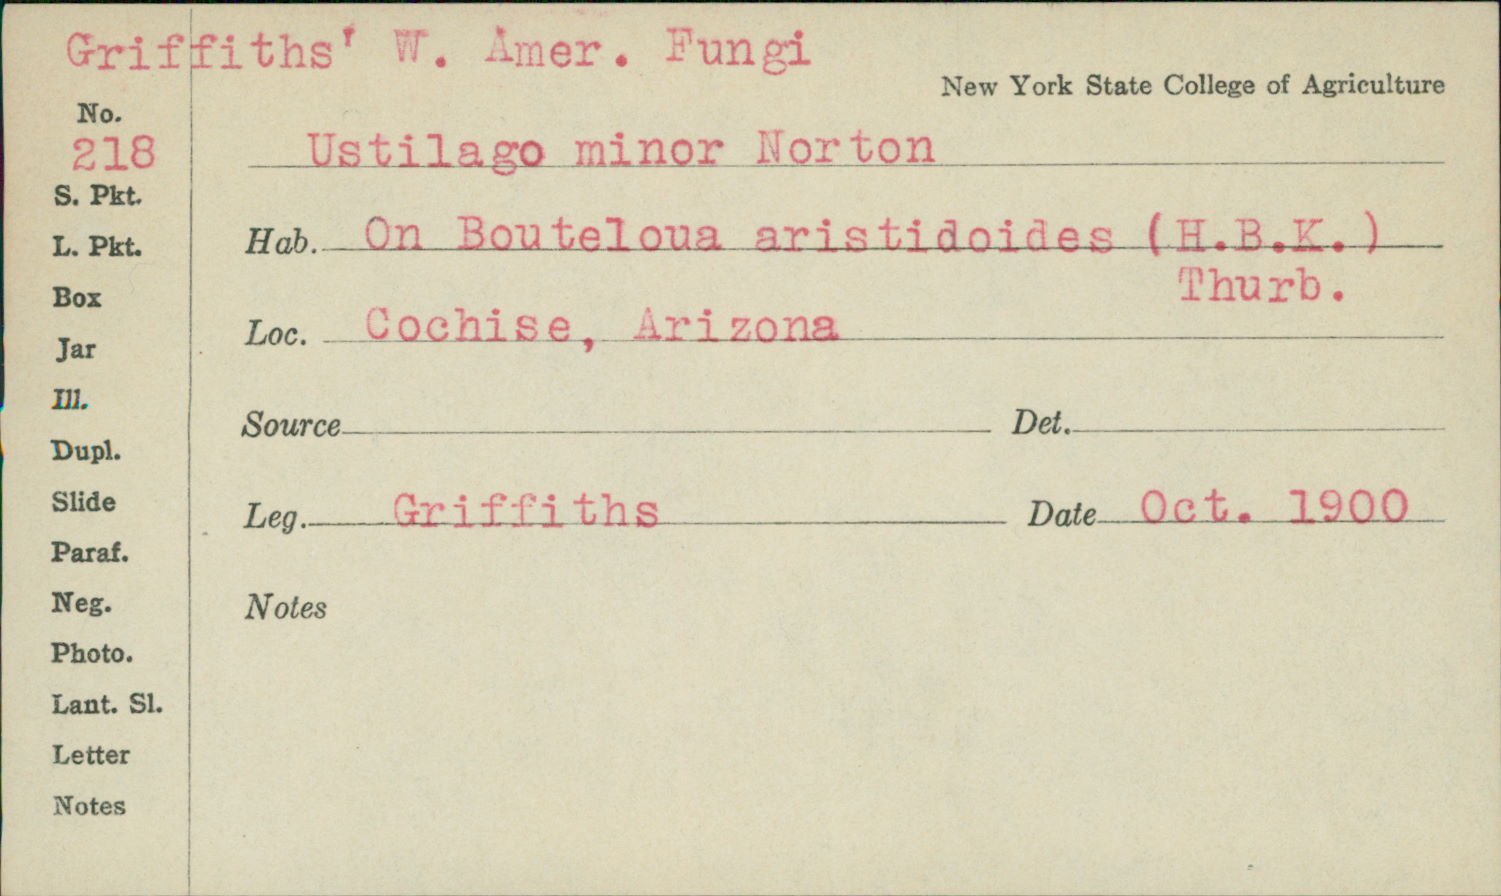 Griffiths' W. Amer. Fungi
New York State College of Agriculture
No.
218
Ustilago minor Norton
S. Pkt.
L. Pkt.
Hab. On Bouteloua aristidoides (H.B.K.)
Thurb.
Box
Loc. Cochise, Arizona
Jar
Ill.
Source Det.
Dupl.
Slide
Leg. Griffiths Date Oct. 1900
Paraf.
Neg.
Notes
Photo.
Lant. Sl.
Letter
Notes